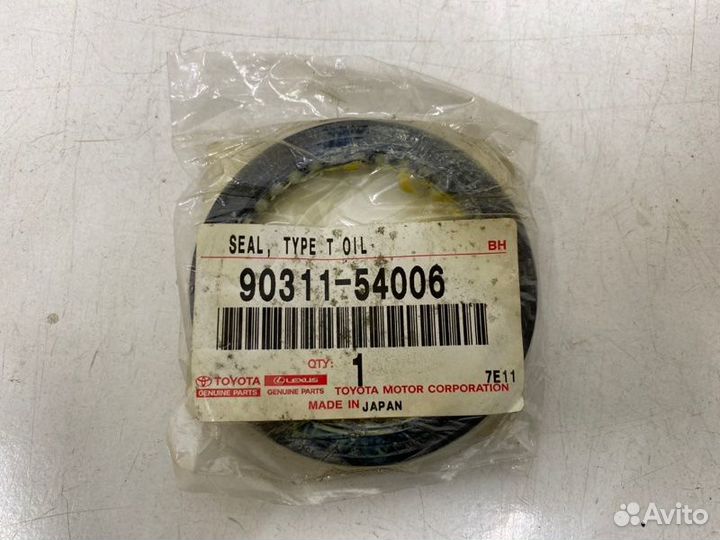 SEAL, TYPE T OIL
BH
90311-54006
QTY: 1
7E11
TOYOTA LEXUS TOYOTA MOTOR CORPORATION
GENUINE PARTS GENUINE PARTS
MADE IN JAPAN
Avito